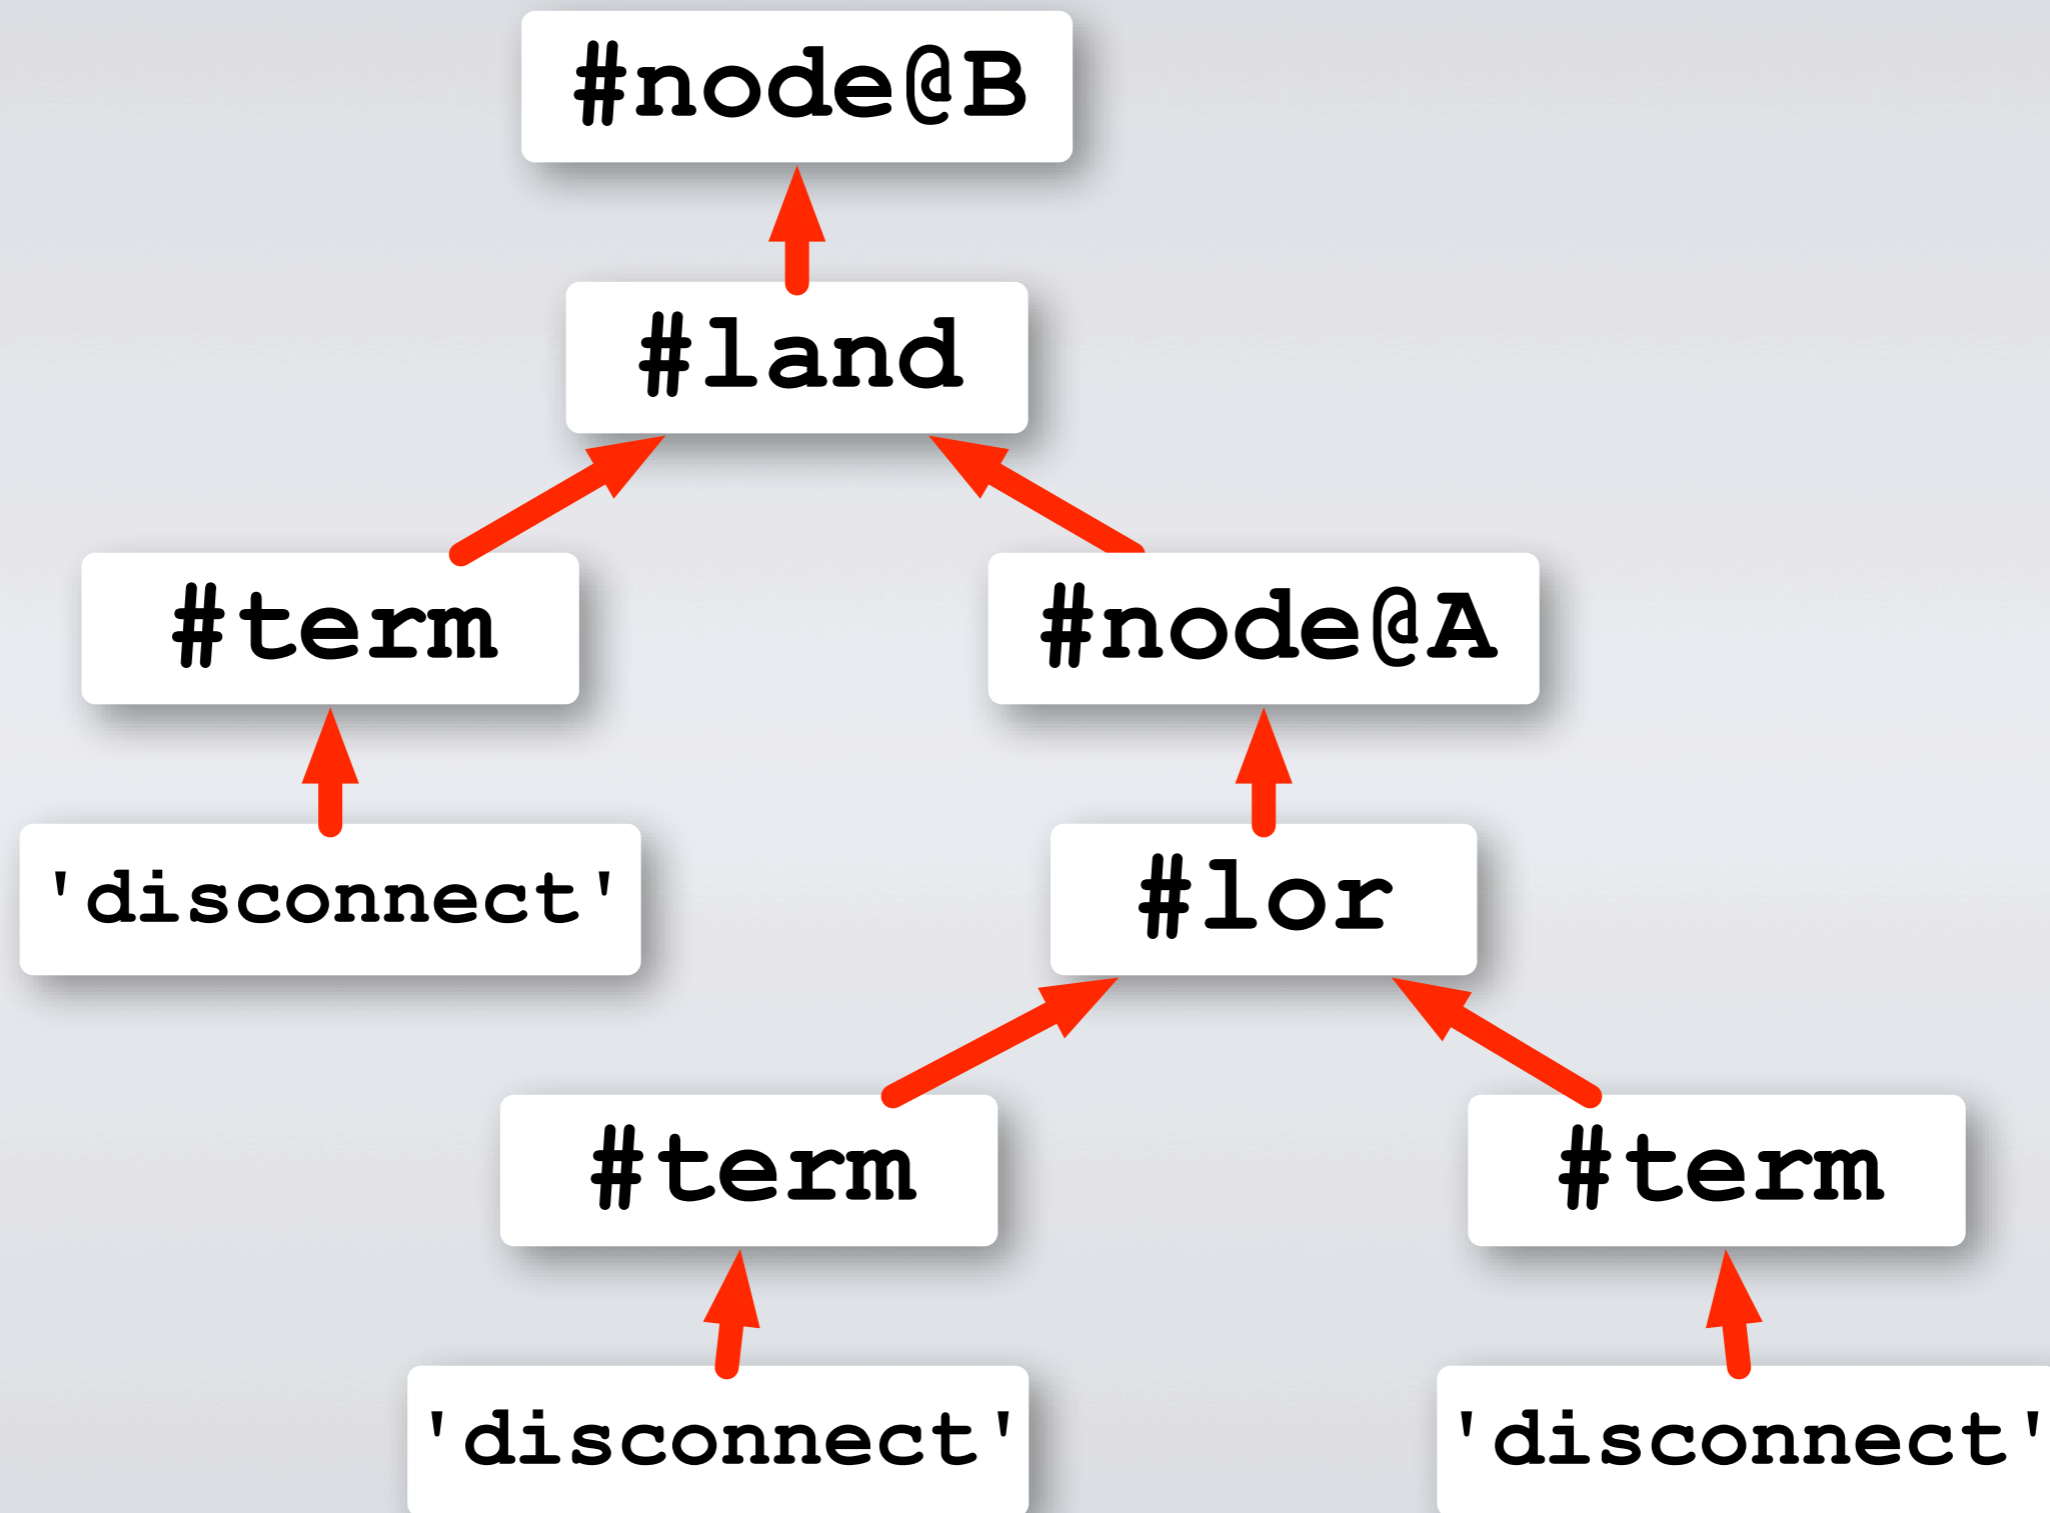 #node@B
#land
#term
#node@A
'disconnect'
#lor
#term
#term
'disconnect'
'disconnect'